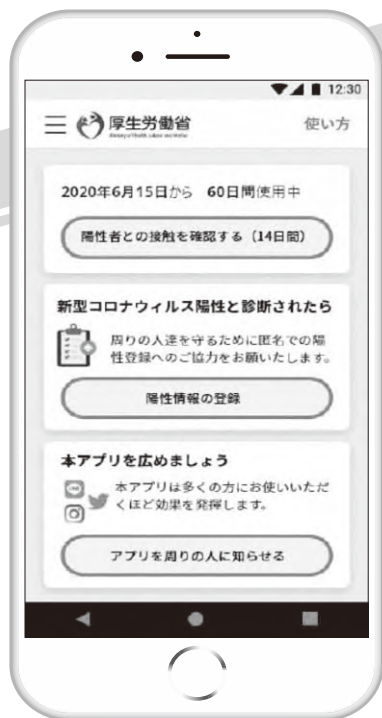 12:30
厚生労働省
使い方
2020年6月15日から 60日間使用中
陽性者との接触を確認する（14日間）
新型コロナウィルス陽性と診断されたら
周りの人達を守るために匿名での陽
性登録へのご協力をお願いいたします。
陽性情報の登録
本アプリを広めましょう
本アプリは多くの方にお使いいただ
くほど効果を発揮します。
アプリを周りの人に知らせる